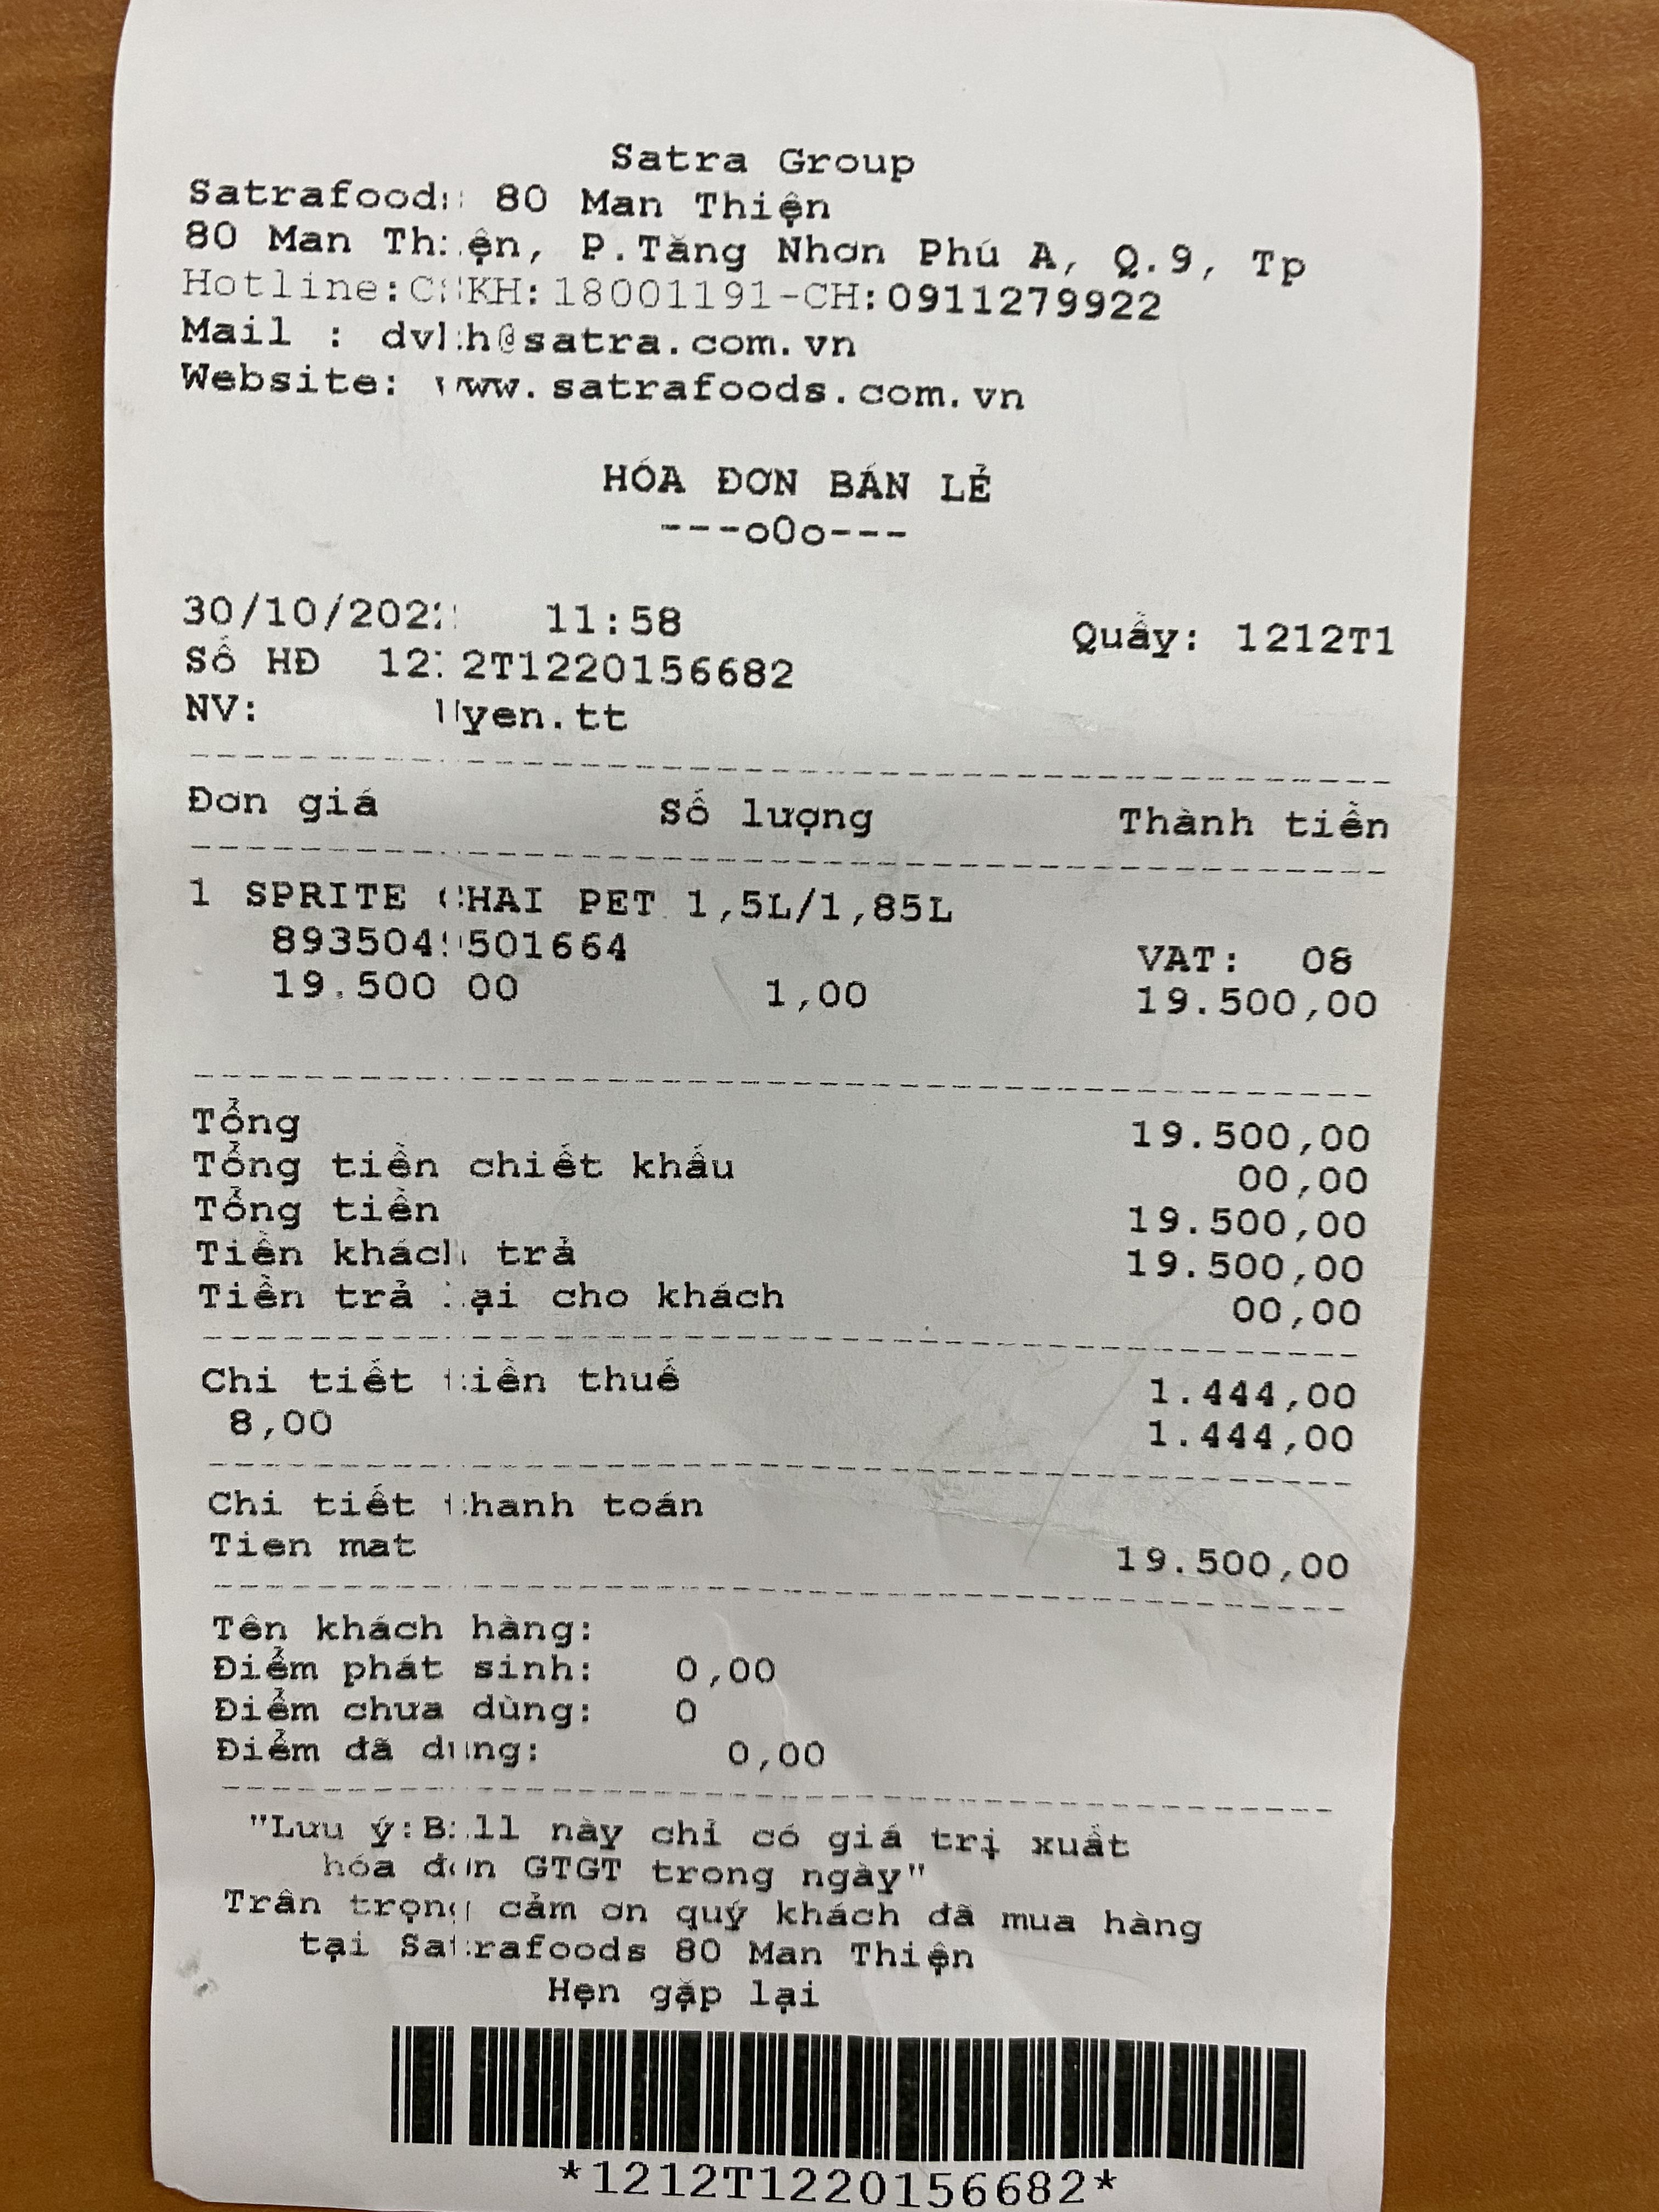 Satra Group
Satrafoods 80 Man Thiện
80 Man Thiện, P.Tăng Nhơn Phú A, Q.9, Tp
Hotline:CSKH:18001191-CH:0911279922
Mail : dvkh@satra.com.vn
Website: www.satrafoods.com.vn
HÓA ĐƠN BÁN LẺ
---o0o---
30/10/2022 11:58 Quầy: 1212T1
Số HĐ 1212T1220156682
NV: uyen.tt
Đơn giá Số lượng Thành tiền
1 SPRITE CHAI PET 1,5L/1,85L
8935049501664 VAT: 08
19.500,00 1,00 19.500,00
Tổng 19.500,00
Tổng tiền chiết khấu 00,00
Tổng tiền 19.500,00
Tiền khách trả 19.500,00
Tiền trả lại cho khách 00,00
Chi tiết tiền thuế 1.444,00
8,00 1.444,00
Chi tiết thanh toán
Tien mat 19.500,00
Tên khách hàng:
Điểm phát sinh: 0,00
Điểm chưa dùng: 0
Điểm đã dùng: 0,00
"Lưu ý:Bill này chỉ có giá trị xuất
hóa đơn GTGT trong ngày"
Trân trọng cảm ơn quý khách đã mua hàng
tại Satrafoods 80 Man Thiện
Hẹn gặp lại
*1212T1220156682*